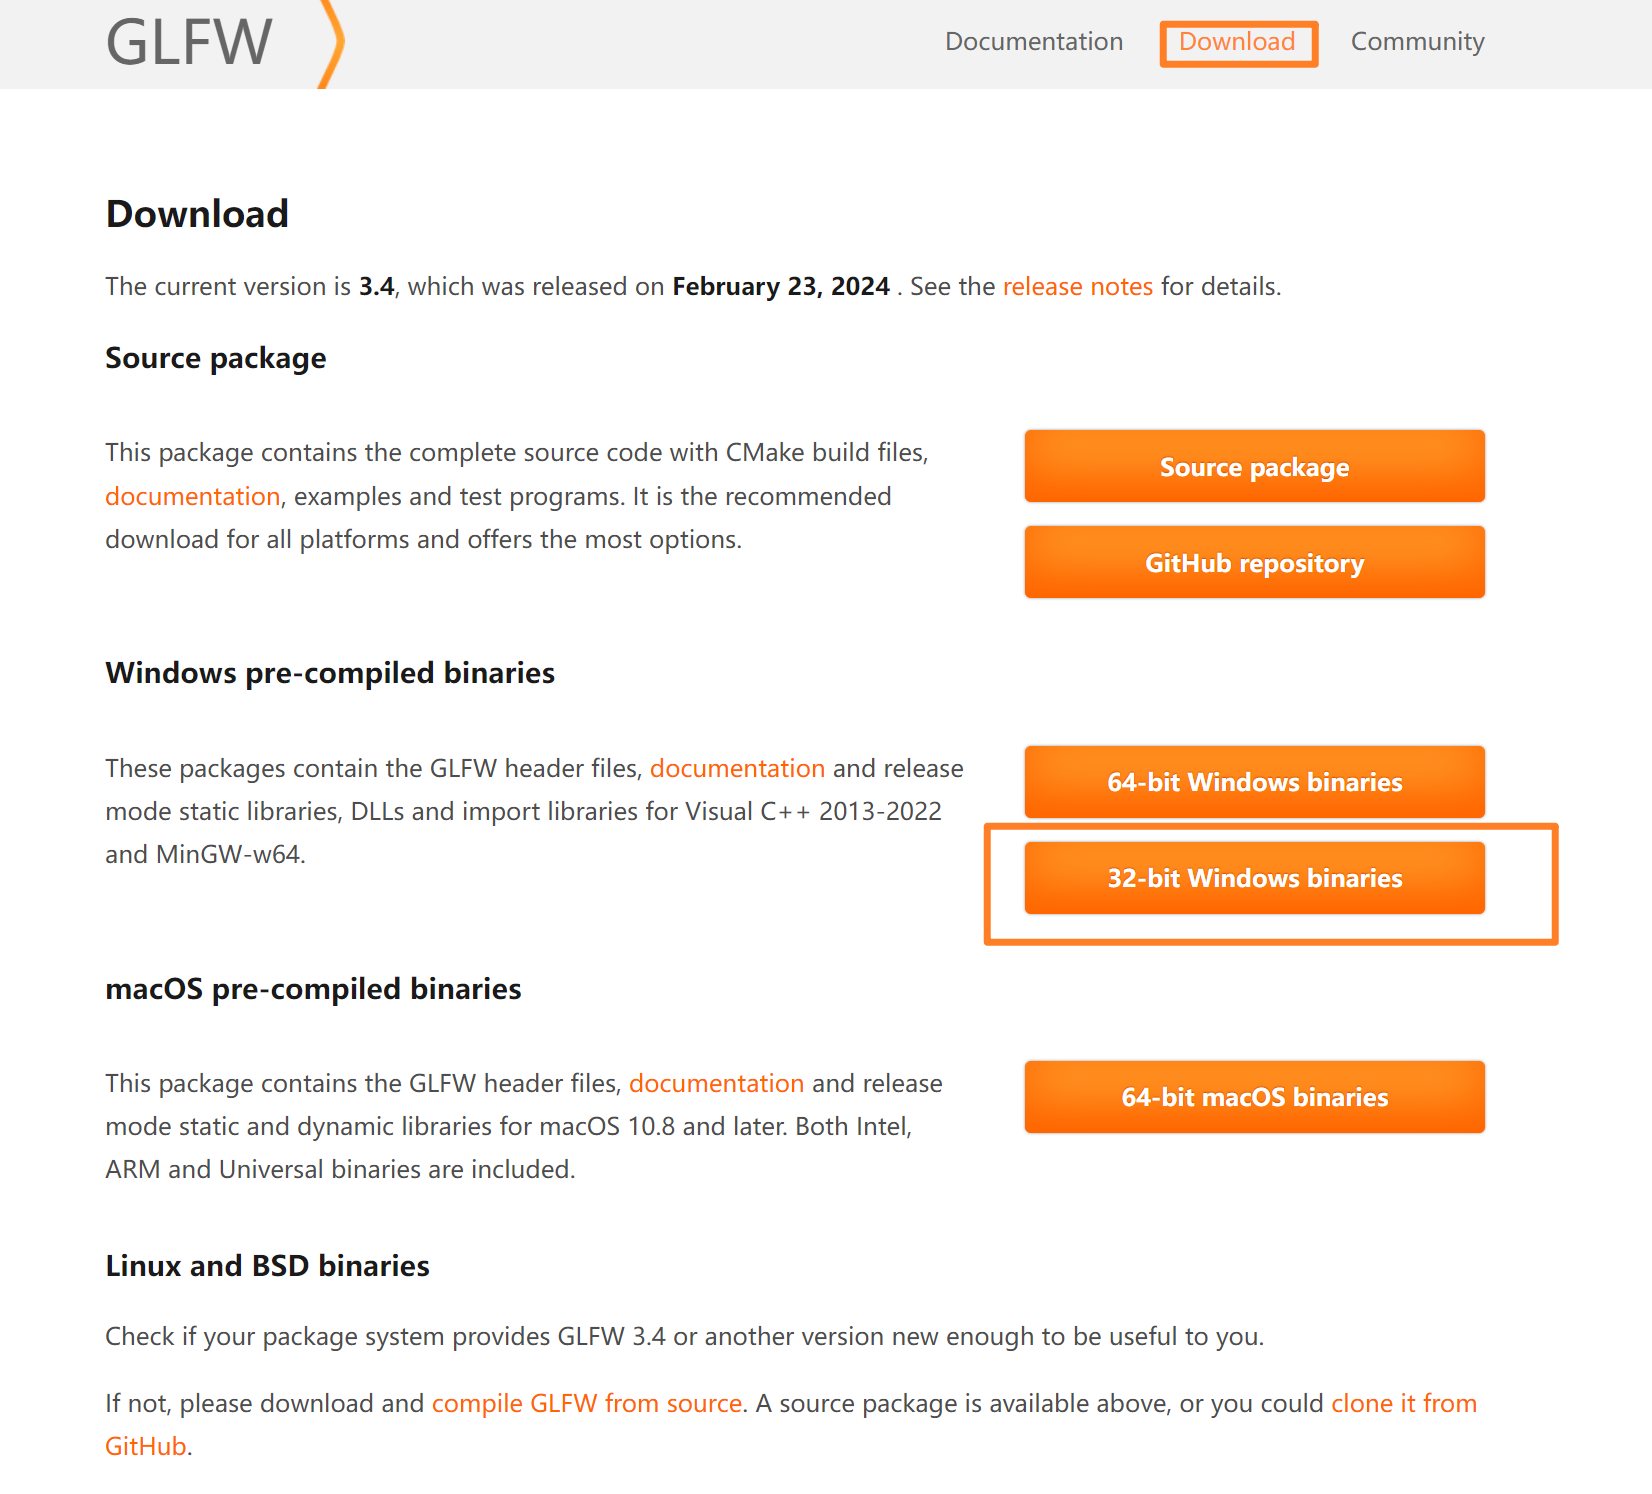 GLFW
Documentation
Download
Community
Download
The current version is 3.4, which was released on February 23, 2024 . See the release notes for details.
Source package
This package contains the complete source code with CMake build files,
documentation, examples and test programs. It is the recommended
download for all platforms and offers the most options.
Source package
GitHub repository
Windows pre-compiled binaries
These packages contain the GLFW header files, documentation and release
mode static libraries, DLLs and import libraries for Visual C++ 2013-2022
and MinGW-w64.
64-bit Windows binaries
32-bit Windows binaries
macOS pre-compiled binaries
This package contains the GLFW header files, documentation and release
mode static and dynamic libraries for macOS 10.8 and later. Both Intel,
ARM and Universal binaries are included.
64-bit macOS binaries
Linux and BSD binaries
Check if your package system provides GLFW 3.4 or another version new enough to be useful to you.
If not, please download and compile GLFW from source. A source package is available above, or you could clone it from
GitHub.